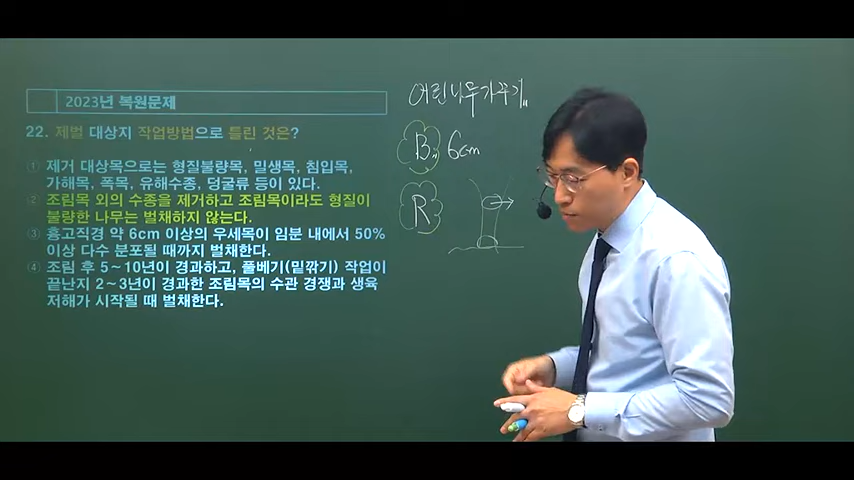 2023년 복원문제
22. 제벌 대상지 작업방법으로 틀린 것은?
① 제거 대상목으로는 형질불량목, 밀생목, 침입목,
가해목, 폭목, 유해수종, 덩굴류 등이 있다.
② 조림목 외의 수종을 제거하고 조림목이라도 형질이
불량한 나무는 벌채하지 않는다.
③ 흉고직경 약 6cm 이상의 우세목이 임분 내에서 50%
이상 다수 분포될 때까지 벌채한다.
④ 조림 후 5~10년이 경과하고, 풀베기(밑깎기) 작업이
끝난지 2~3년이 경과한 조림목의 수관 경쟁과 생육
저해가 시작될 때 벌채한다.
어린나무가꾸기
B 6cm
R